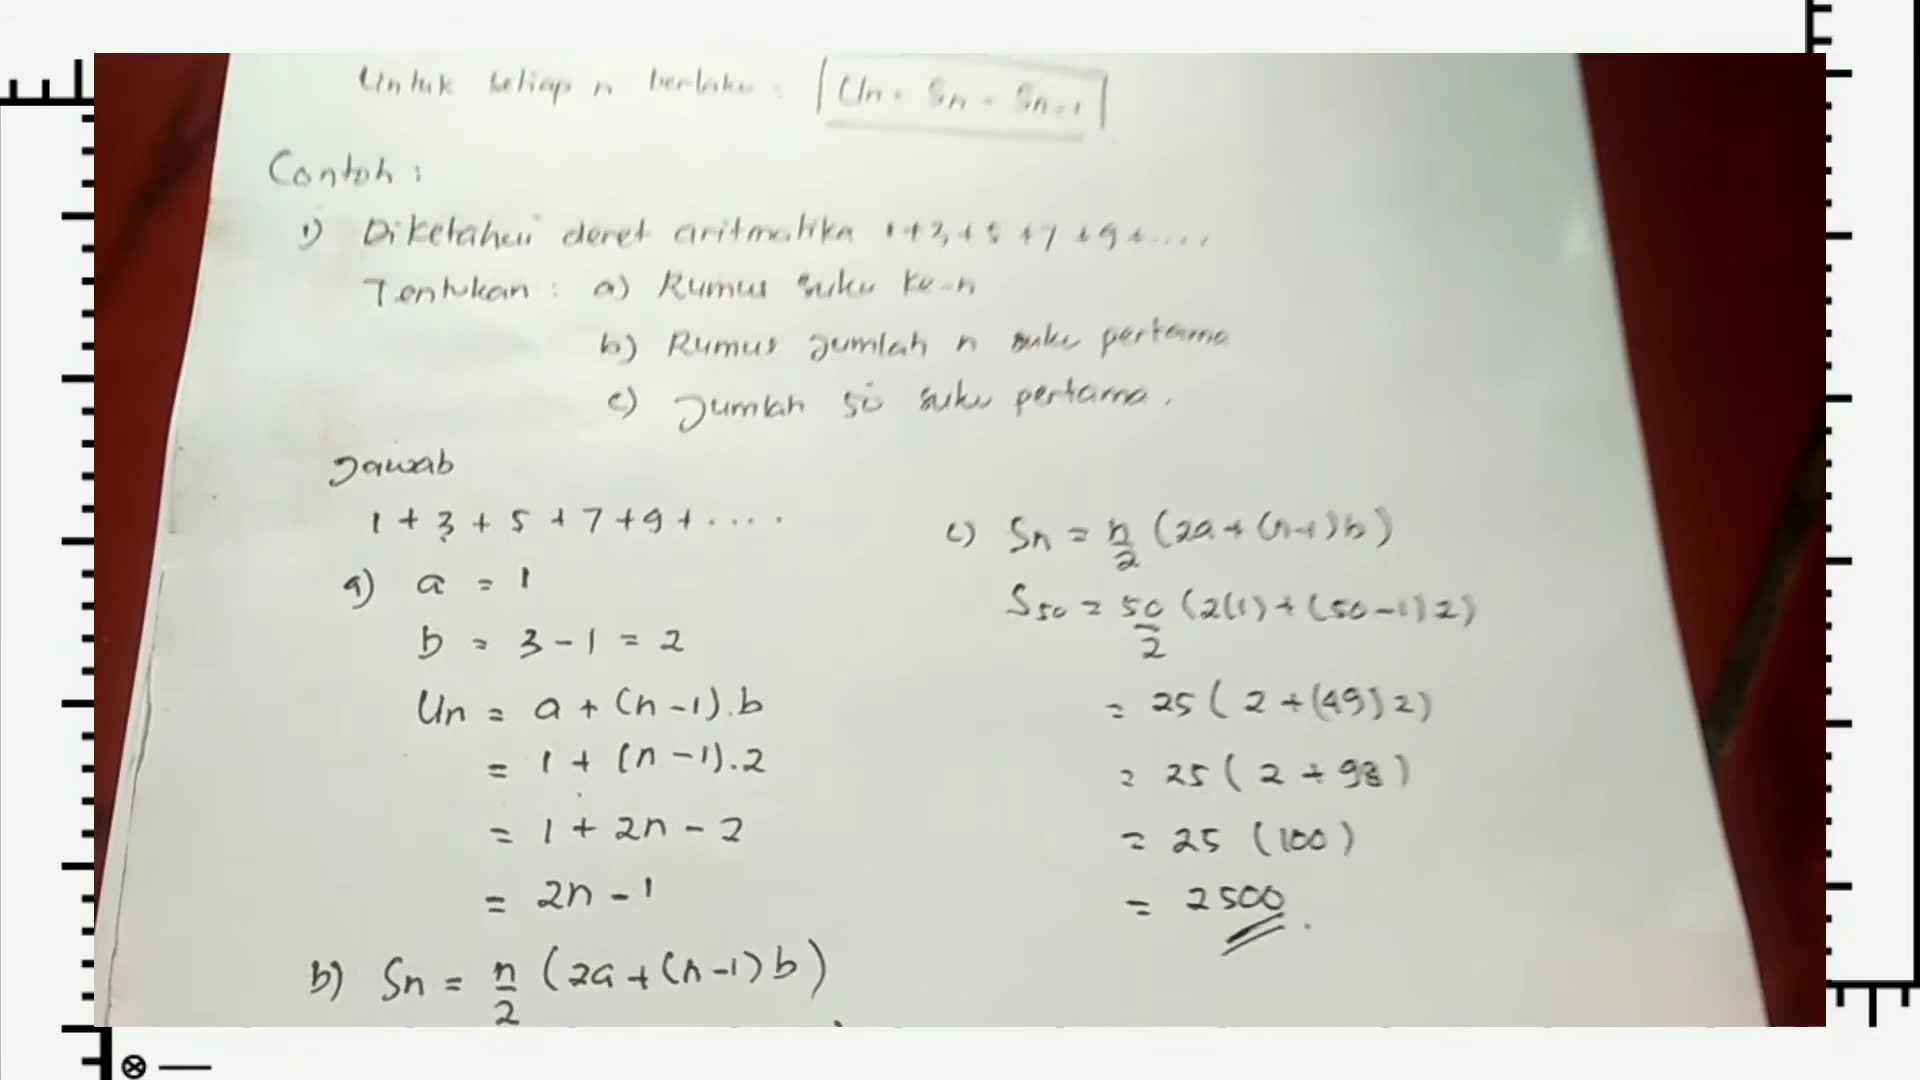 Untuk setiap n berlaku : Un = Sn - Sn-1
Contoh :
1) Diketahui deret aritmatika 1+3+5+7+9+....
Tentukan : a) Rumus suku ke-n
b) Rumus Jumlah n suku pertama
c) Jumlah 50 suku pertama.
Jawab
1 + 3 + 5 + 7 + 9 + ....
a) a = 1
b = 3 - 1 = 2
Un = a + (n-1).b
= 1 + (n-1).2
= 1 + 2n - 2
= 2n - 1
b) Sn = n/2 (2a + (n-1) b)
c) Sn = n/2 (2a + (n-1) b)
S50 = 50/2 (2(1) + (50-1) 2)
= 25 ( 2 + (49) 2)
= 25 ( 2 + 98 )
= 25 (100)
= 2500